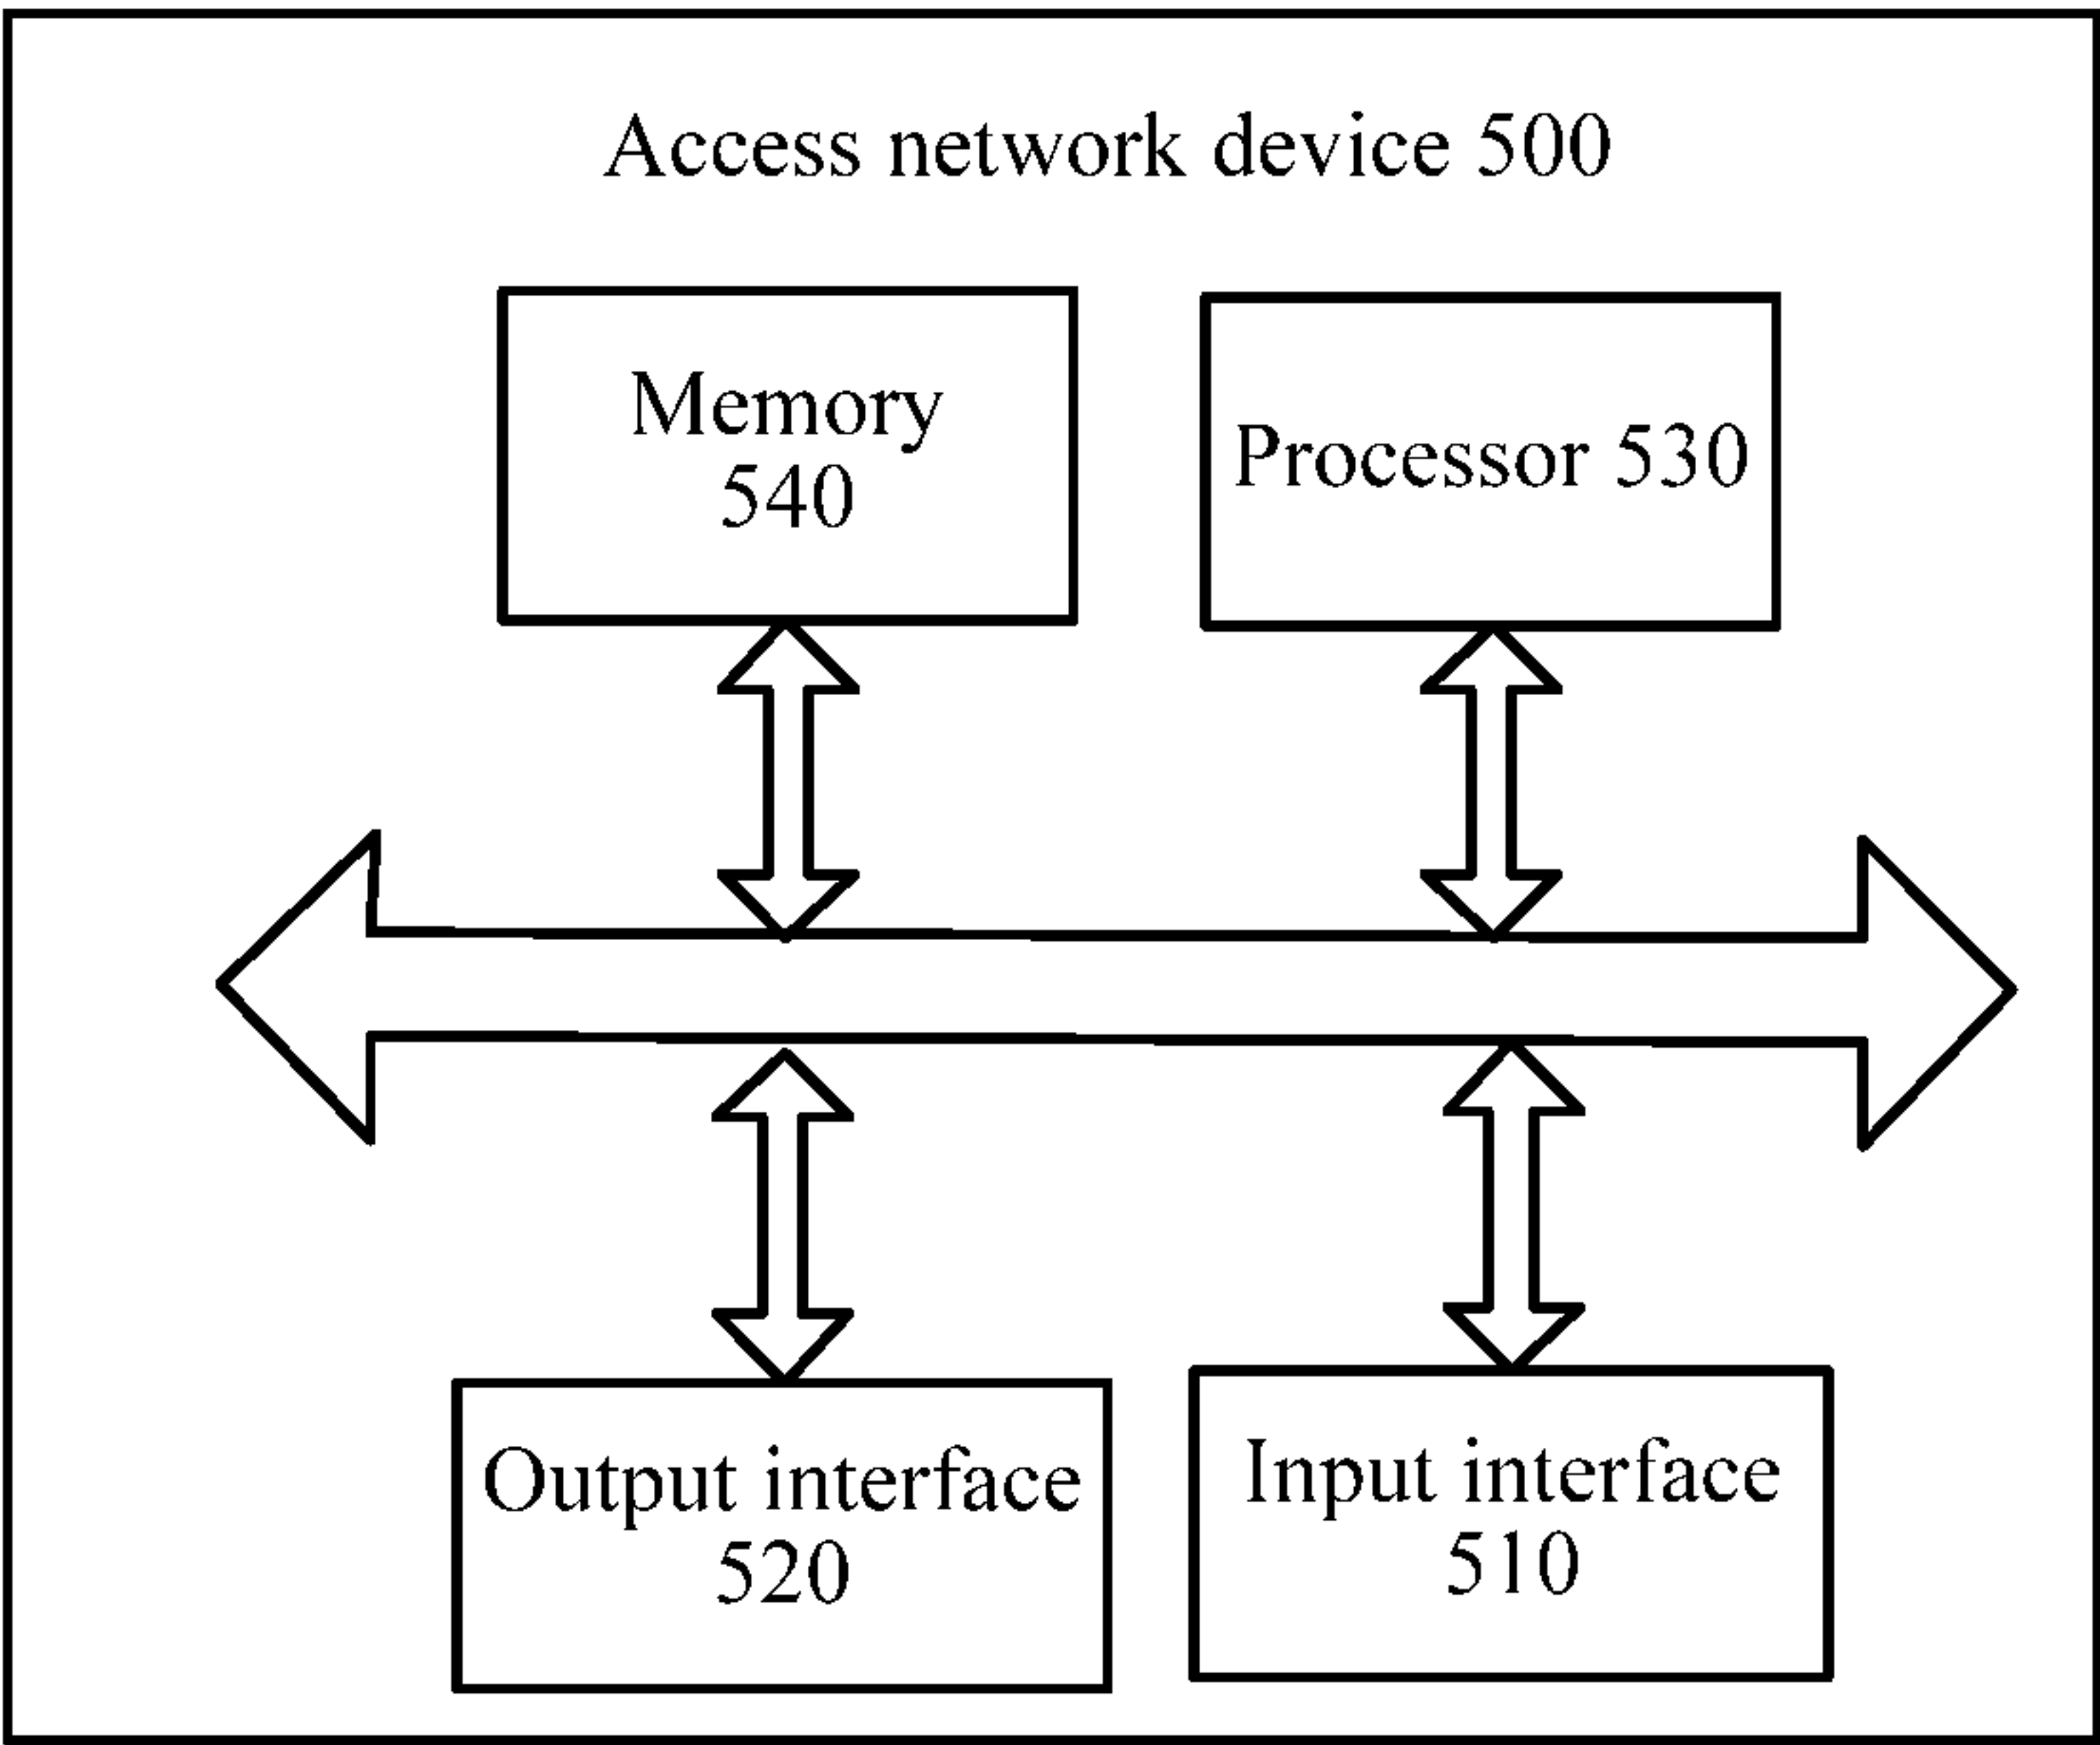 Access network device 500
Memory
540
Processor 530
Output interface
520
Input interface
510